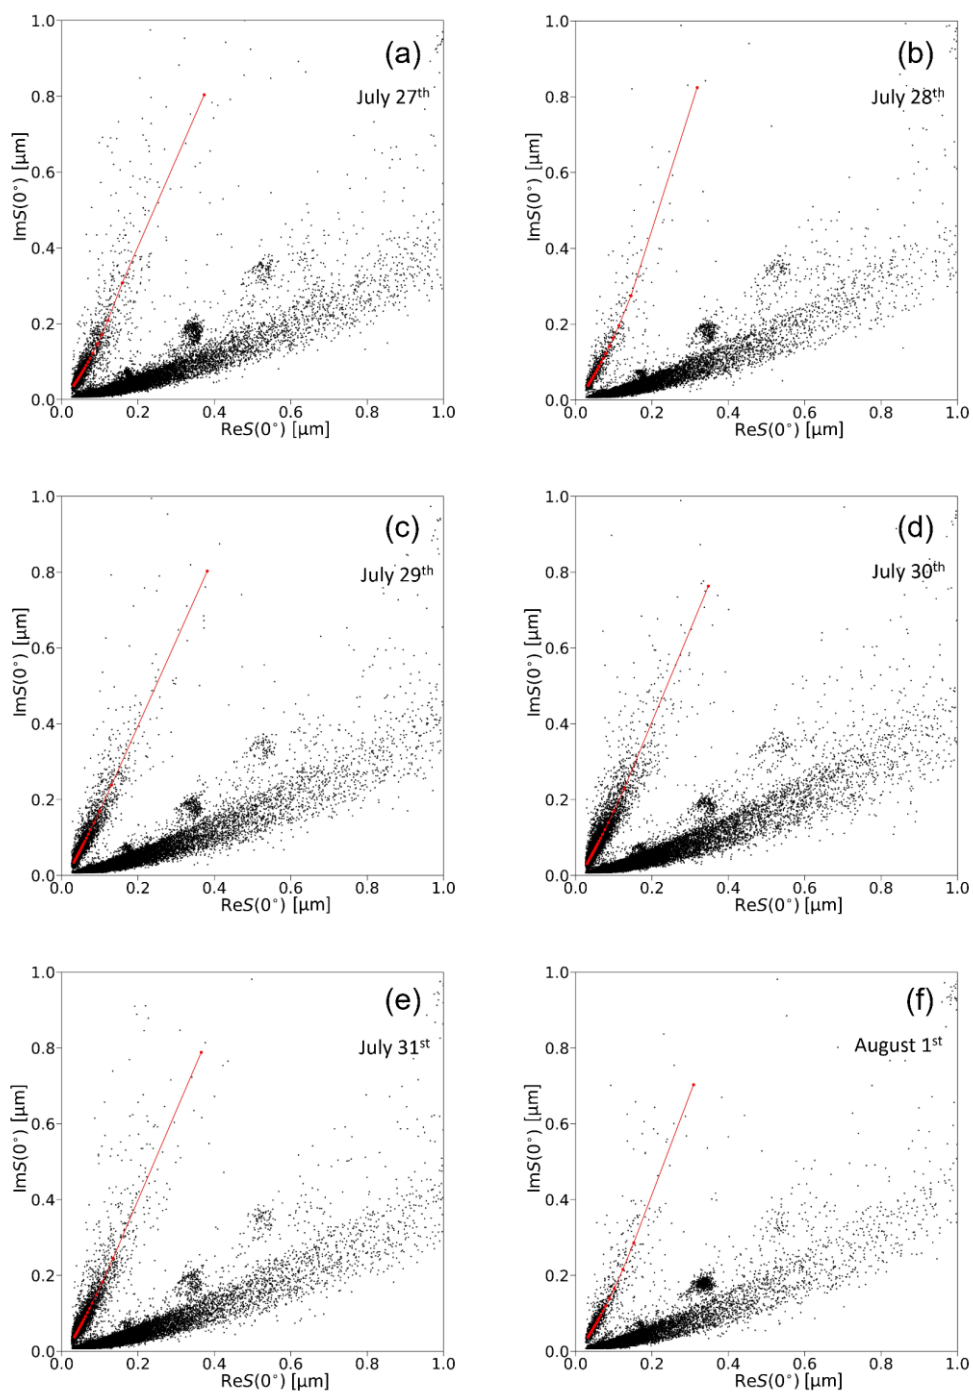 1.0
(a)
July 27th
0.8
0.6
ImS(0°) [μm]
0.4
0.2
0.0
0.0 0.2 0.4 0.6 0.8 1.0
ReS(0°) [μm]
1.0
(b)
July 28th
0.8
0.6
ImS(0°) [μm]
0.4
0.2
0.0
0.0 0.2 0.4 0.6 0.8 1.0
ReS(0°) [μm]
1.0
(c)
July 29th
0.8
0.6
ImS(0°) [μm]
0.4
0.2
0.0
0.0 0.2 0.4 0.6 0.8 1.0
ReS(0°) [μm]
1.0
(d)
July 30th
0.8
0.6
ImS(0°) [μm]
0.4
0.2
0.0
0.0 0.2 0.4 0.6 0.8 1.0
ReS(0°) [μm]
1.0
(e)
July 31st
0.8
0.6
ImS(0°) [μm]
0.4
0.2
0.0
0.0 0.2 0.4 0.6 0.8 1.0
ReS(0°) [μm]
1.0
(f)
August 1st
0.8
0.6
ImS(0°) [μm]
0.4
0.2
0.0
0.0 0.2 0.4 0.6 0.8 1.0
ReS(0°) [μm]